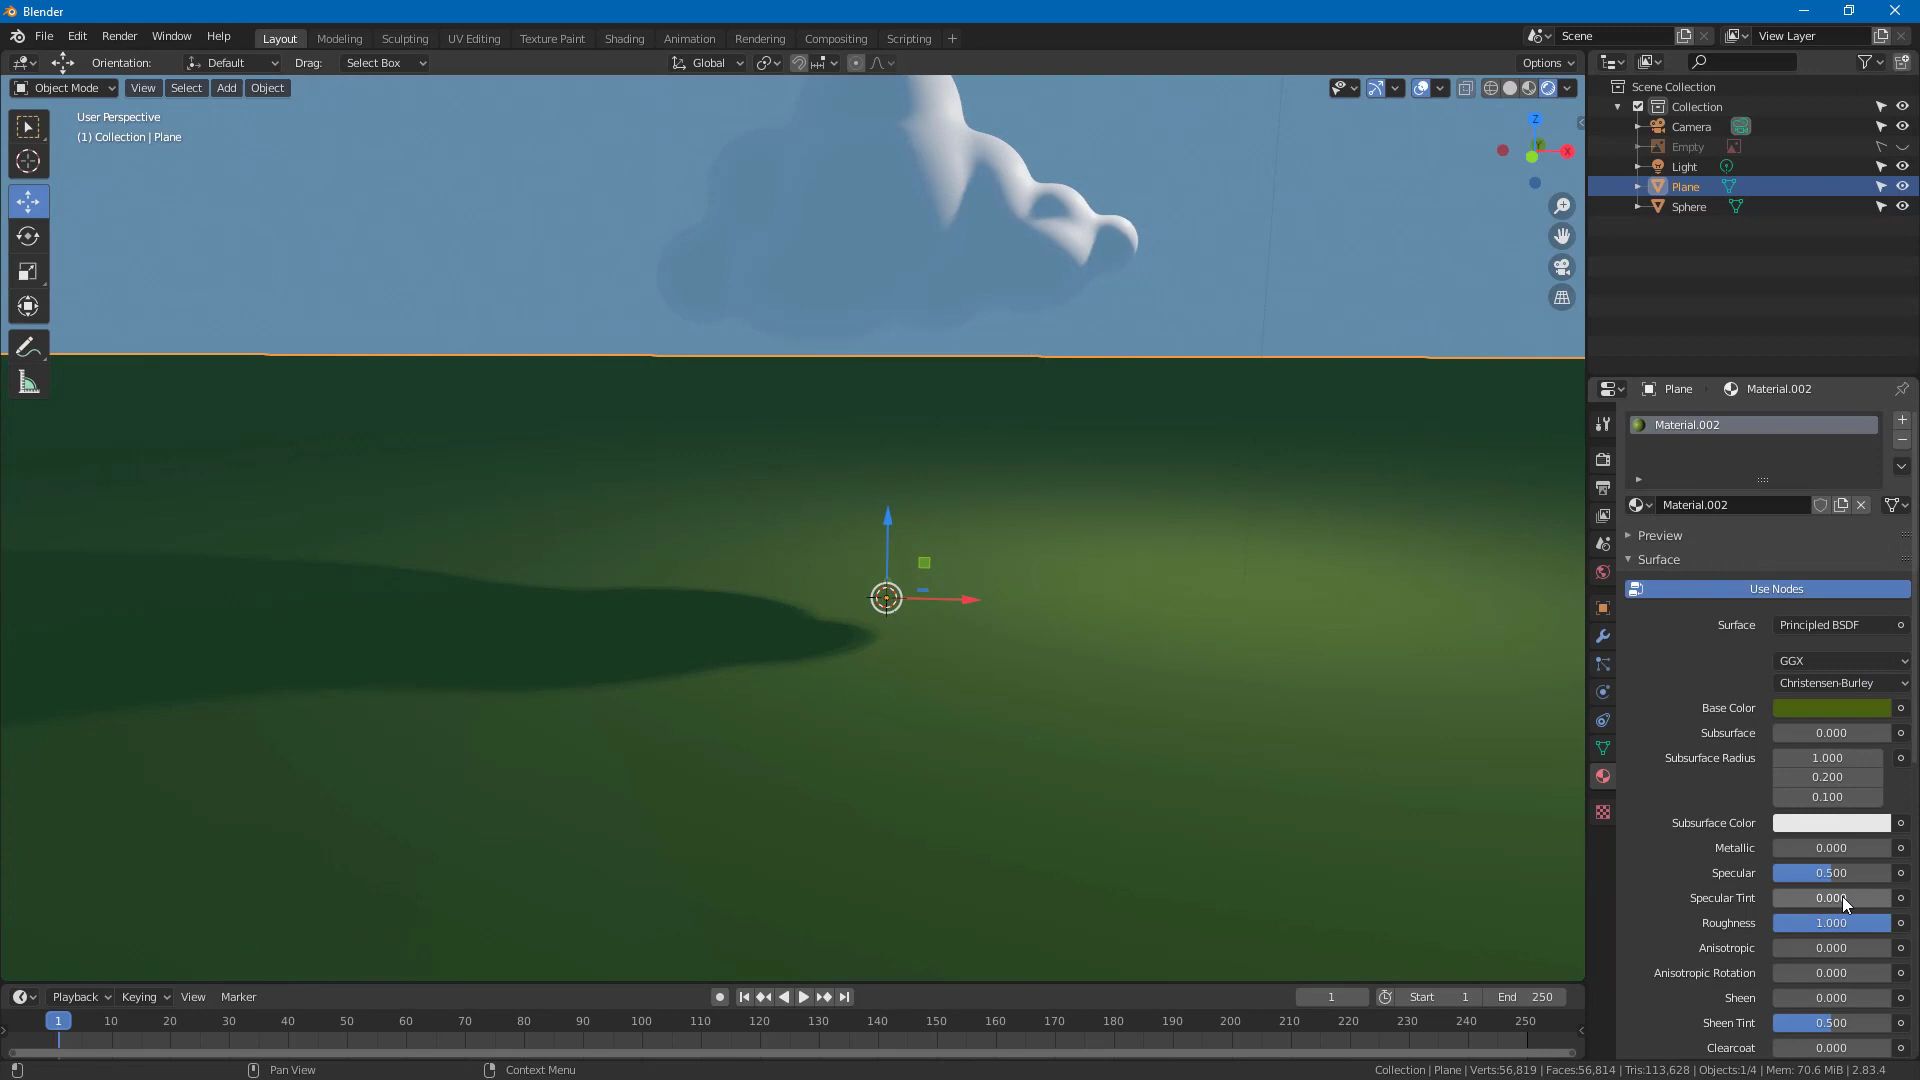 Blender
File Edit Render Window Help
Layout Modeling Sculpting UV Editing Texture Paint Shading Animation Rendering Compositing Scripting +
Scene
View Layer
Orientation: Default Drag: Select Box
Global
Options
Object Mode View Select Add Object
User Perspective
(1) Collection | Plane
Z
Y
X
Scene Collection
Collection
Camera
Empty
Light
Plane
Sphere
Plane Material.002
Material.002
Material.002
Preview
Surface
Use Nodes
Surface Principled BSDF
GGX
Christensen-Burley
Base Color
Subsurface 0.000
Subsurface Radius 1.000
0.200
0.100
Subsurface Color
Metallic 0.000
Specular 0.500
Specular Tint 0.000
Roughness 1.000
Anisotropic 0.000
Anisotropic Rotation 0.000
Sheen 0.000
Sheen Tint 0.500
Clearcoat 0.000
Playback Keying View Marker
1 Start 1 End 250
1 10 20 30 40 50 60 70 80 90 100 110 120 130 140 150 160 170 180 190 200 210 220 230 240 250
Pan View
Context Menu
Collection | Plane | Verts:56,819 | Faces:56,814 | Tris:113,628 | Objects:1/4 | Mem: 70.6 MiB | 2.83.4